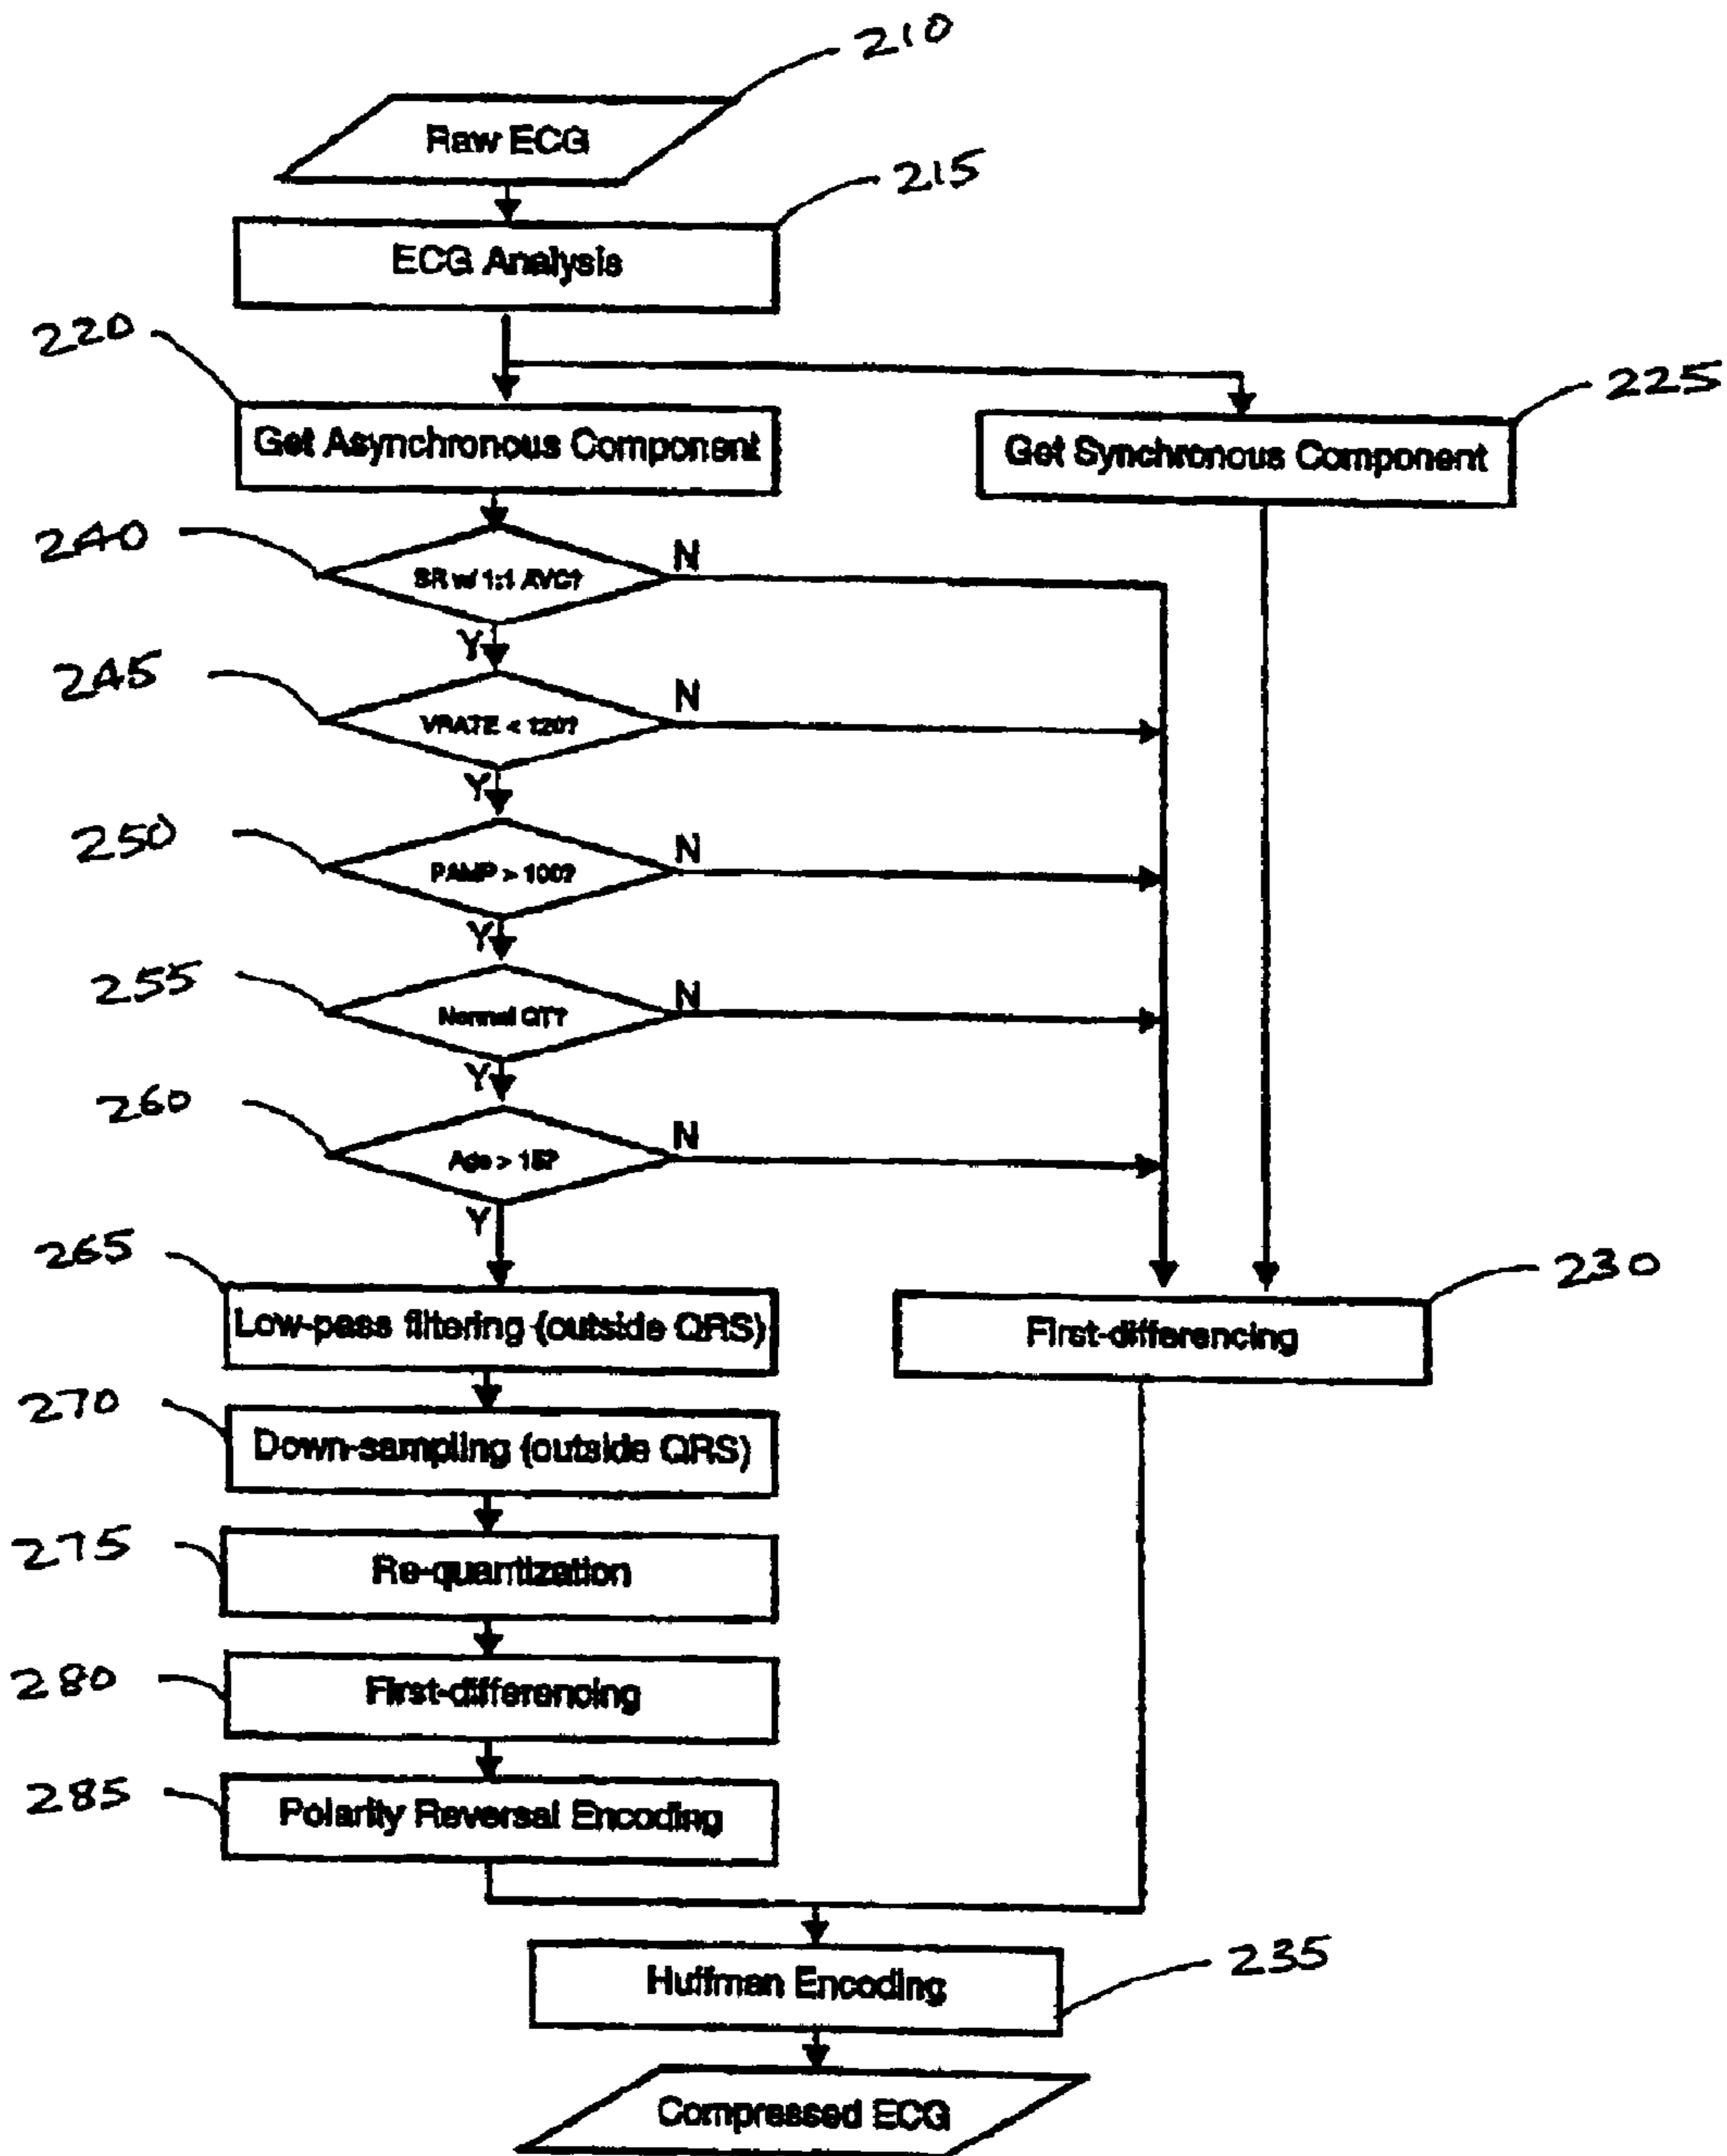 210
Raw ECG
215
ECG Analysis
220
225
Get Asynchronous Component
Get Synchronous Component
240
SR w/ 1:1 AVC?
N
Y
245
VRATE < 120?
N
Y
250
PAMP > 100?
N
Y
255
Normal QT?
N
Y
260
Age > 15?
N
Y
265
230
Low-pass filtering (outside QRS)
First-differencing
270
Down-sampling (outside QRS)
275
Re-quantization
280
First-differencing
285
Polarity Reversal Encoding
235
Huffman Encoding
Compressed ECG